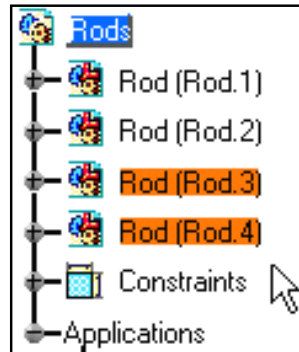 Rods
Rod (Rod.1)
Rod (Rod.2)
Rod (Rod.3)
Rod (Rod.4)
Constraints
Applications